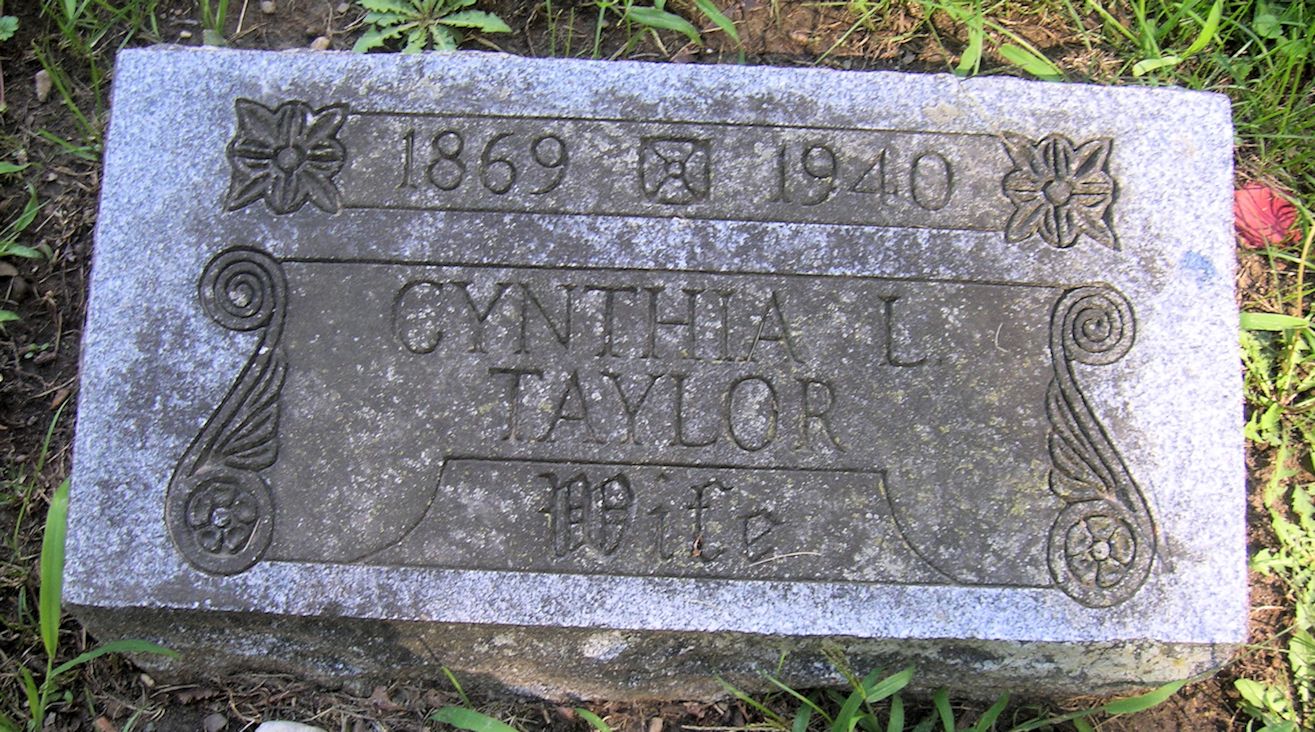 1869 1940
CYNTHIA L.
TAYLOR
Wife